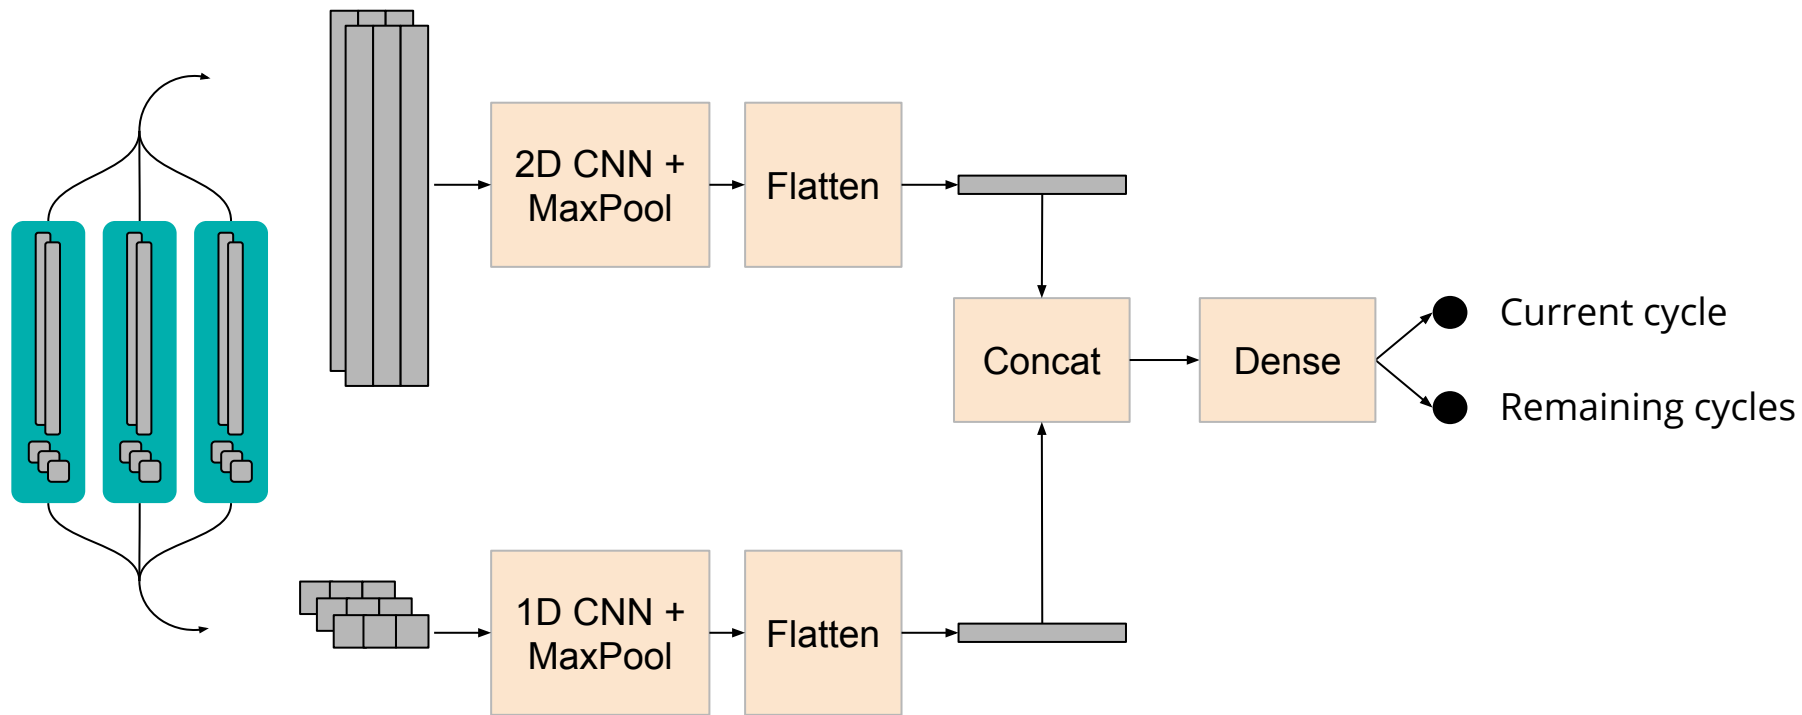 2D CNN +
MaxPool
Flatten
Concat
Dense
Current cycle
Remaining cycles
1D CNN +
MaxPool
Flatten